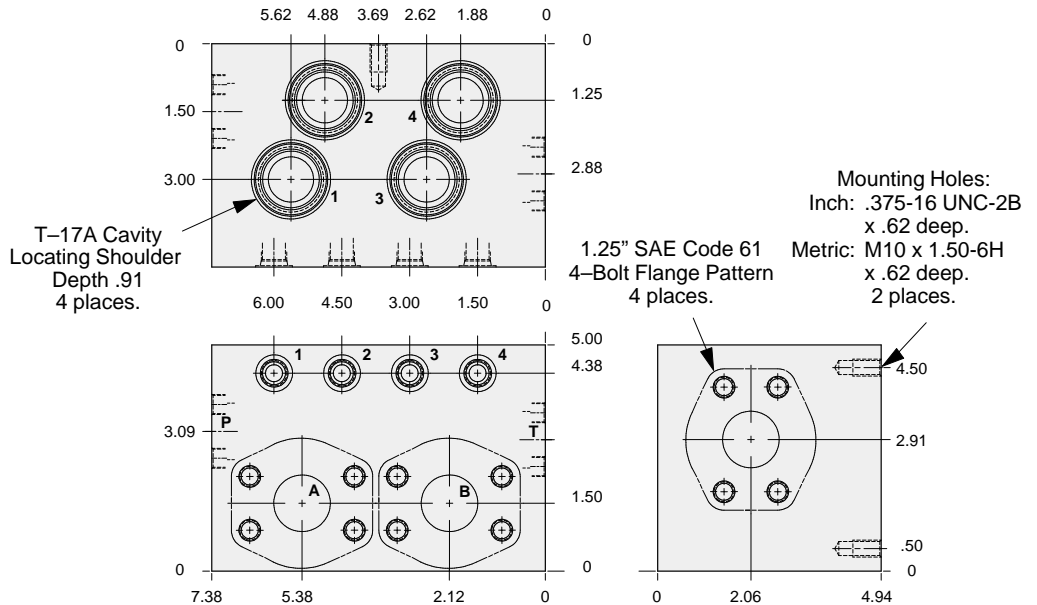 5.62 4.88 3.69 2.62 1.88 0
0 0
1.50 1.25
2 4
2.88
3.00
1 3
T–17A Cavity
Locating Shoulder
Depth .91
4 places.
1.25” SAE Code 61
4–Bolt Flange Pattern
4 places.
Mounting Holes:
Inch: .375-16 UNC-2B
x .62 deep.
Metric: M10 x 1.50-6H
x .62 deep.
2 places.
6.00 4.50 3.00 1.50 0
5.00
1 2 3 4
4.38
4.50
P T
3.09
2.91
A B
1.50
.50
0 0 0
7.38 5.38 2.12 0
0 2.06 4.94